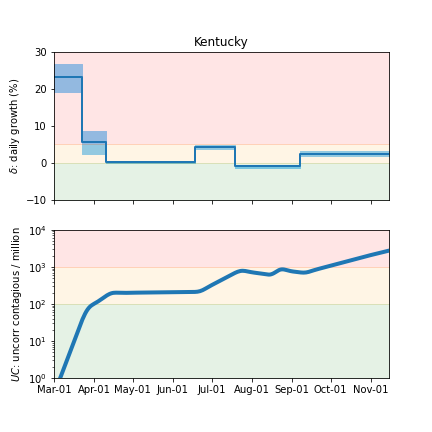 Kentucky
δ: daily growth (%)
30
20
10
0
−10
UC: uncorr contagious / million
10⁴
10³
10²
10¹
10⁰
Mar-01 Apr-01 May-01 Jun-01 Jul-01 Aug-01 Sep-01 Oct-01 Nov-01